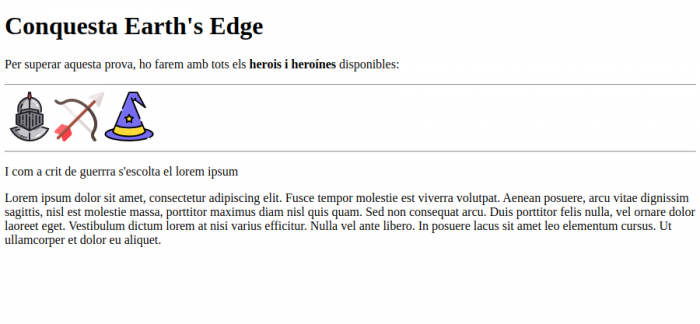 Conquesta Earth's Edge
Per superar aquesta prova, ho farem amb tots els herois i heroínes disponibles:
I com a crit de guerrra s'escolta el lorem ipsum
Lorem ipsum dolor sit amet, consectetur adipiscing elit. Fusce tempor molestie est viverra volutpat. Aenean posuere, arcu vitae dignissim
sagittis, nisl est molestie massa, porttitor maximus diam nisl quis quam. Sed non consequat arcu. Duis porttitor felis nulla, vel ornare dolor
laoreet eget. Vestibulum dictum lorem at nisi varius efficitur. Nulla vel ante libero. In posuere lacus sit amet leo elementum cursus. Ut
ullamcorper et dolor eu aliquet.